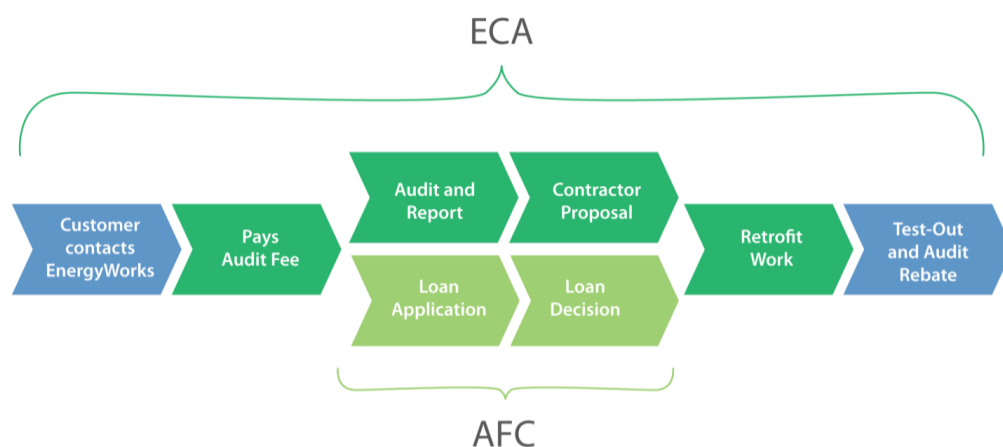 ECA
Customer
contacts
EnergyWorks
Pays
Audit Fee
Audit and
Report
Contractor
Proposal
Loan
Application
Loan
Decision
Retrofit
Work
Test-Out
and Audit
Rebate
AFC